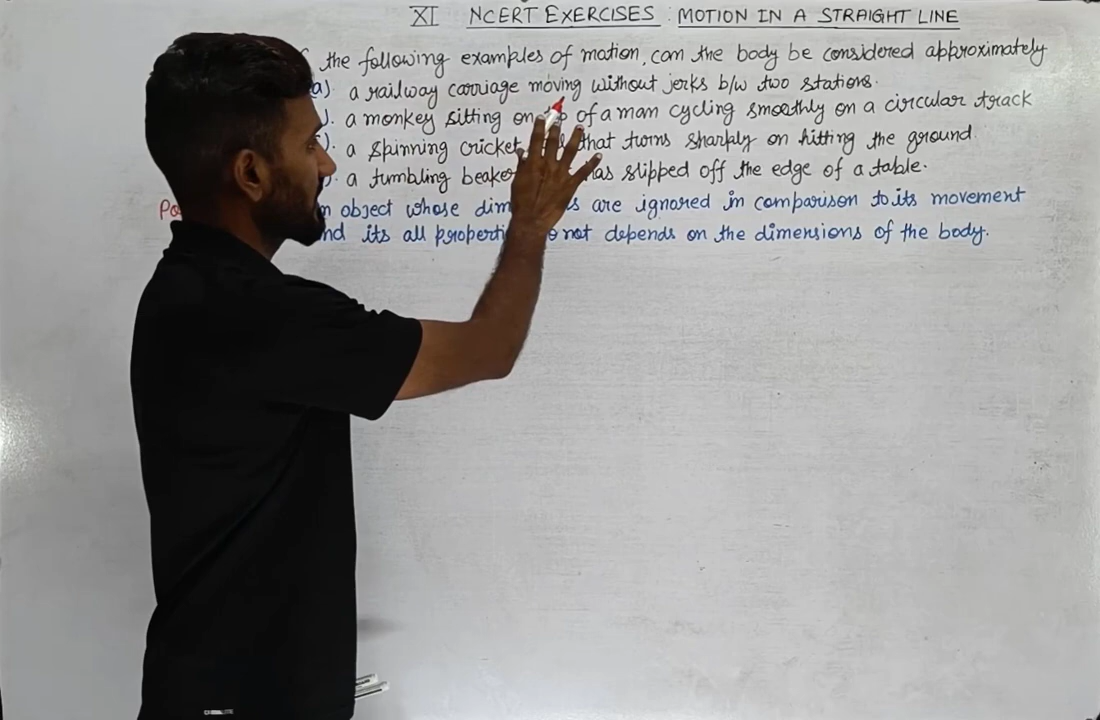 XI NCERT EXERCISES : MOTION IN A STRAIGHT LINE
the following examples of motion, can the body be considered approximately
(a). a railway carriage moving without jerks b/w two stations.
). a monkey sitting on of a man cycling smoothly on a circular track
). a spinning cricket that turns sharply on hitting the ground.
). a tumbling beaker has slipped off the edge of a table.
object whose are ignored in comparison to its movement
its all not depends on the dimensions of the body.